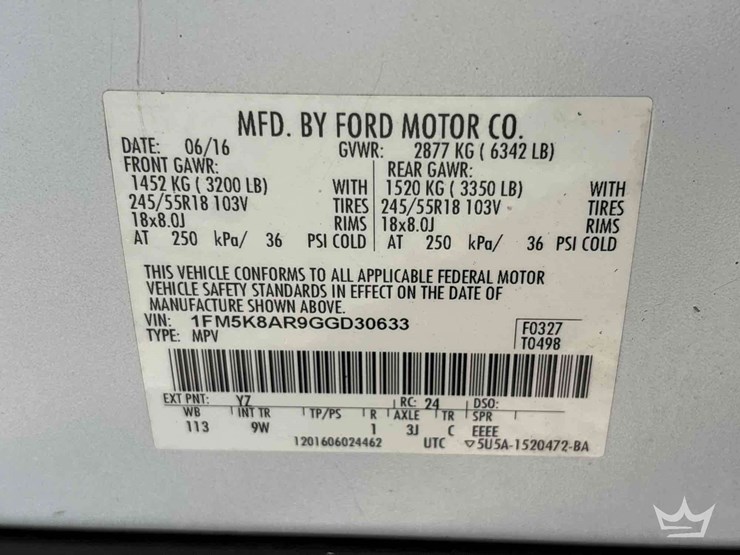 MFD. BY FORD MOTOR CO.
DATE: 06/16 GVWR: 2877 KG ( 6342 LB)
FRONT GAWR: REAR GAWR:
1452 KG ( 3200 LB) WITH 1520 KG ( 3350 LB) WITH
245/55R18 103V TIRES 245/55R18 103V TIRES
18x8.0J RIMS 18x8.0J RIMS
AT 250 kPa/ 36 PSI COLD AT 250 kPa/ 36 PSI COLD
THIS VEHICLE CONFORMS TO ALL APPLICABLE FEDERAL MOTOR
VEHICLE SAFETY STANDARDS IN EFFECT ON THE DATE OF
MANUFACTURE SHOWN ABOVE.
VIN: 1FM5K8AR9GGD30633 F0327
TYPE: MPV T0498
EXT PNT: YZ RC: 24 DSO:
WB INT TR TP/PS R AXLE TR SPR
113 9W 1 3J C EEEE
1201606024462 UTC ▽5U5A-1520472-BA